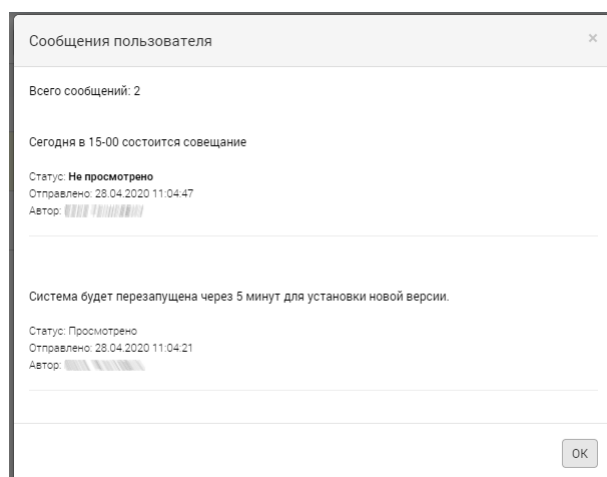 Сообщения пользователя
×
Всего сообщений: 2
Сегодня в 15-00 состоится совещание
Статус: Не просмотрено
Отправлено: 28.04.2020 11:04:47
Автор:
Система будет перезапущена через 5 минут для установки новой версии.
Статус: Просмотрено
Отправлено: 28.04.2020 11:04:21
Автор:
OK